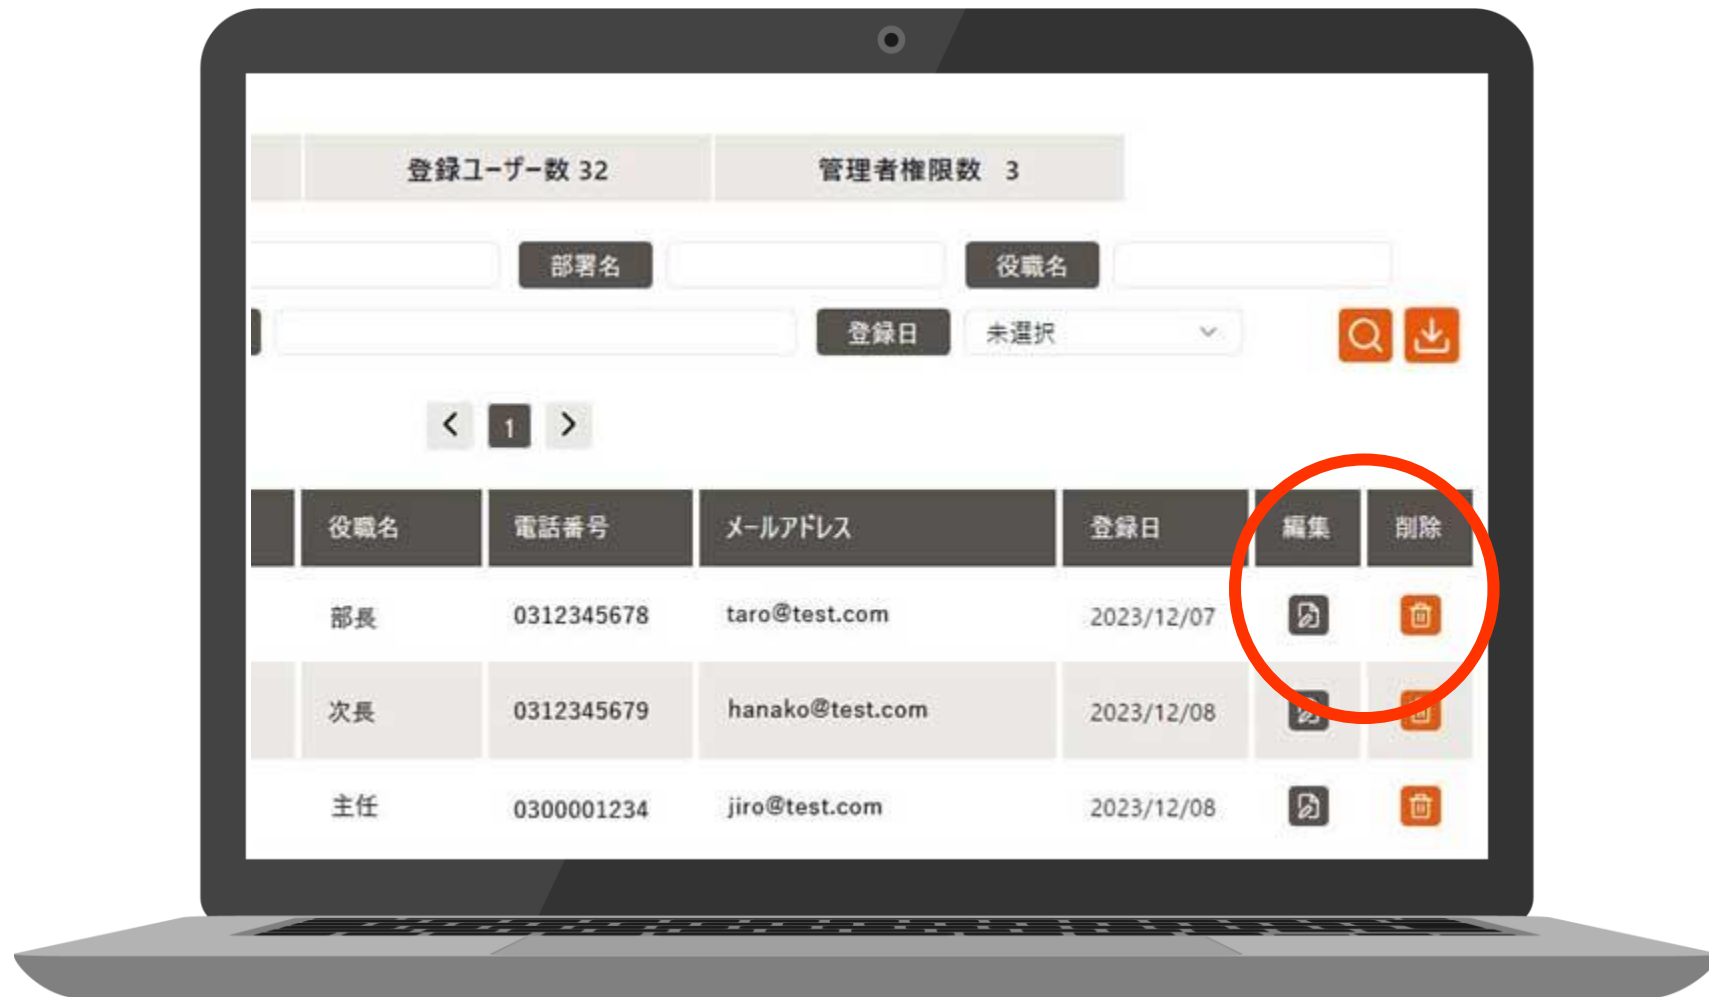 登録ユーザー数 32 管理者権限数 3
部署名 役職名
登録日 未選択
1
役職名 電話番号 メールアドレス 登録日 編集 削除
部長 0312345678 taro@test.com 2023/12/07
次長 0312345679 hanako@test.com 2023/12/08
主任 0300001234 jiro@test.com 2023/12/08